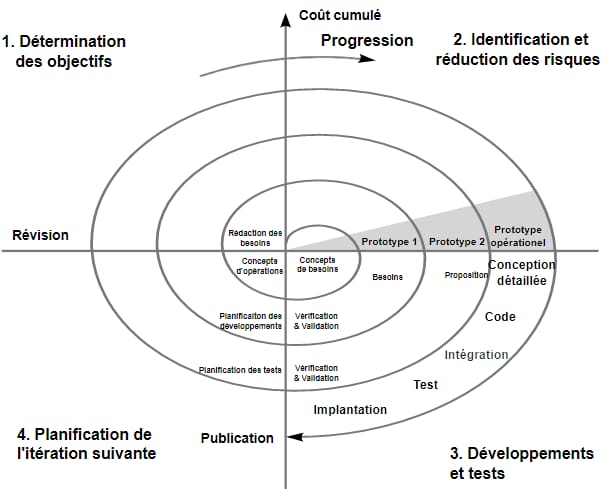 Coût cumulé
1. Détermination
des objectifs
Progression
2. Identification et
réduction des risques
Révision
Rédaction des
besoins
Prototype 1
Prototype 2
Prototype
opérationel
Concepts
d'opérations
Concepts
de besoins
Besoins
Proposition
Conception
détaillée
Planificaiton des
développements
Vérification
& Validation
Code
Intégration
Planification des tests
Vérification
& Validation
Test
Implantation
4. Planification de
l'itération suivante
Publication
3. Développements
et tests